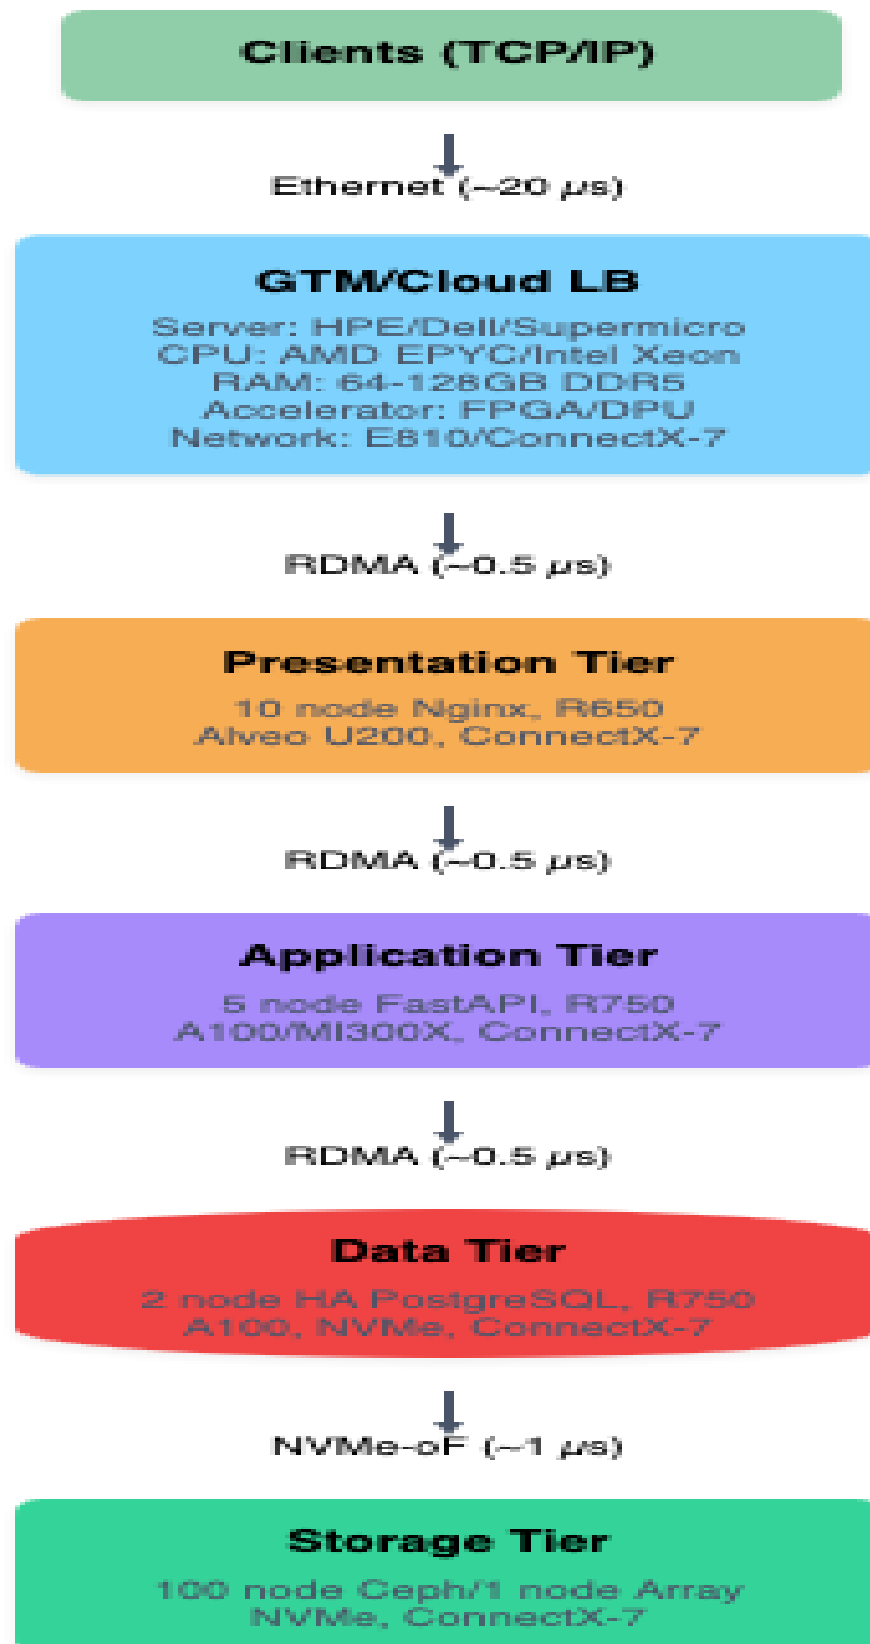 Clients (TCP/IP)
Ethernet (~20 μs)
GTM/Cloud LB
Server: HPE/Dell/Supermicro
CPU: AMD EPYC/Intel Xeon
RAM: 64-128GB DDR5
Accelerator: FPGA/DPU
Network: E810/ConnectX-7
RDMA (~0.5 μs)
Presentation Tier
10 node Nginx, R650
Alveo U200, ConnectX-7
RDMA (~0.5 μs)
Application Tier
5 node FastAPI, R750
A100/MI300X, ConnectX-7
RDMA (~0.5 μs)
Data Tier
2 node HA PostgreSQL, R750
A100, NVMe, ConnectX-7
NVMe-oF (~1 μs)
Storage Tier
100 node Ceph/1 node Array
NVMe, ConnectX-7